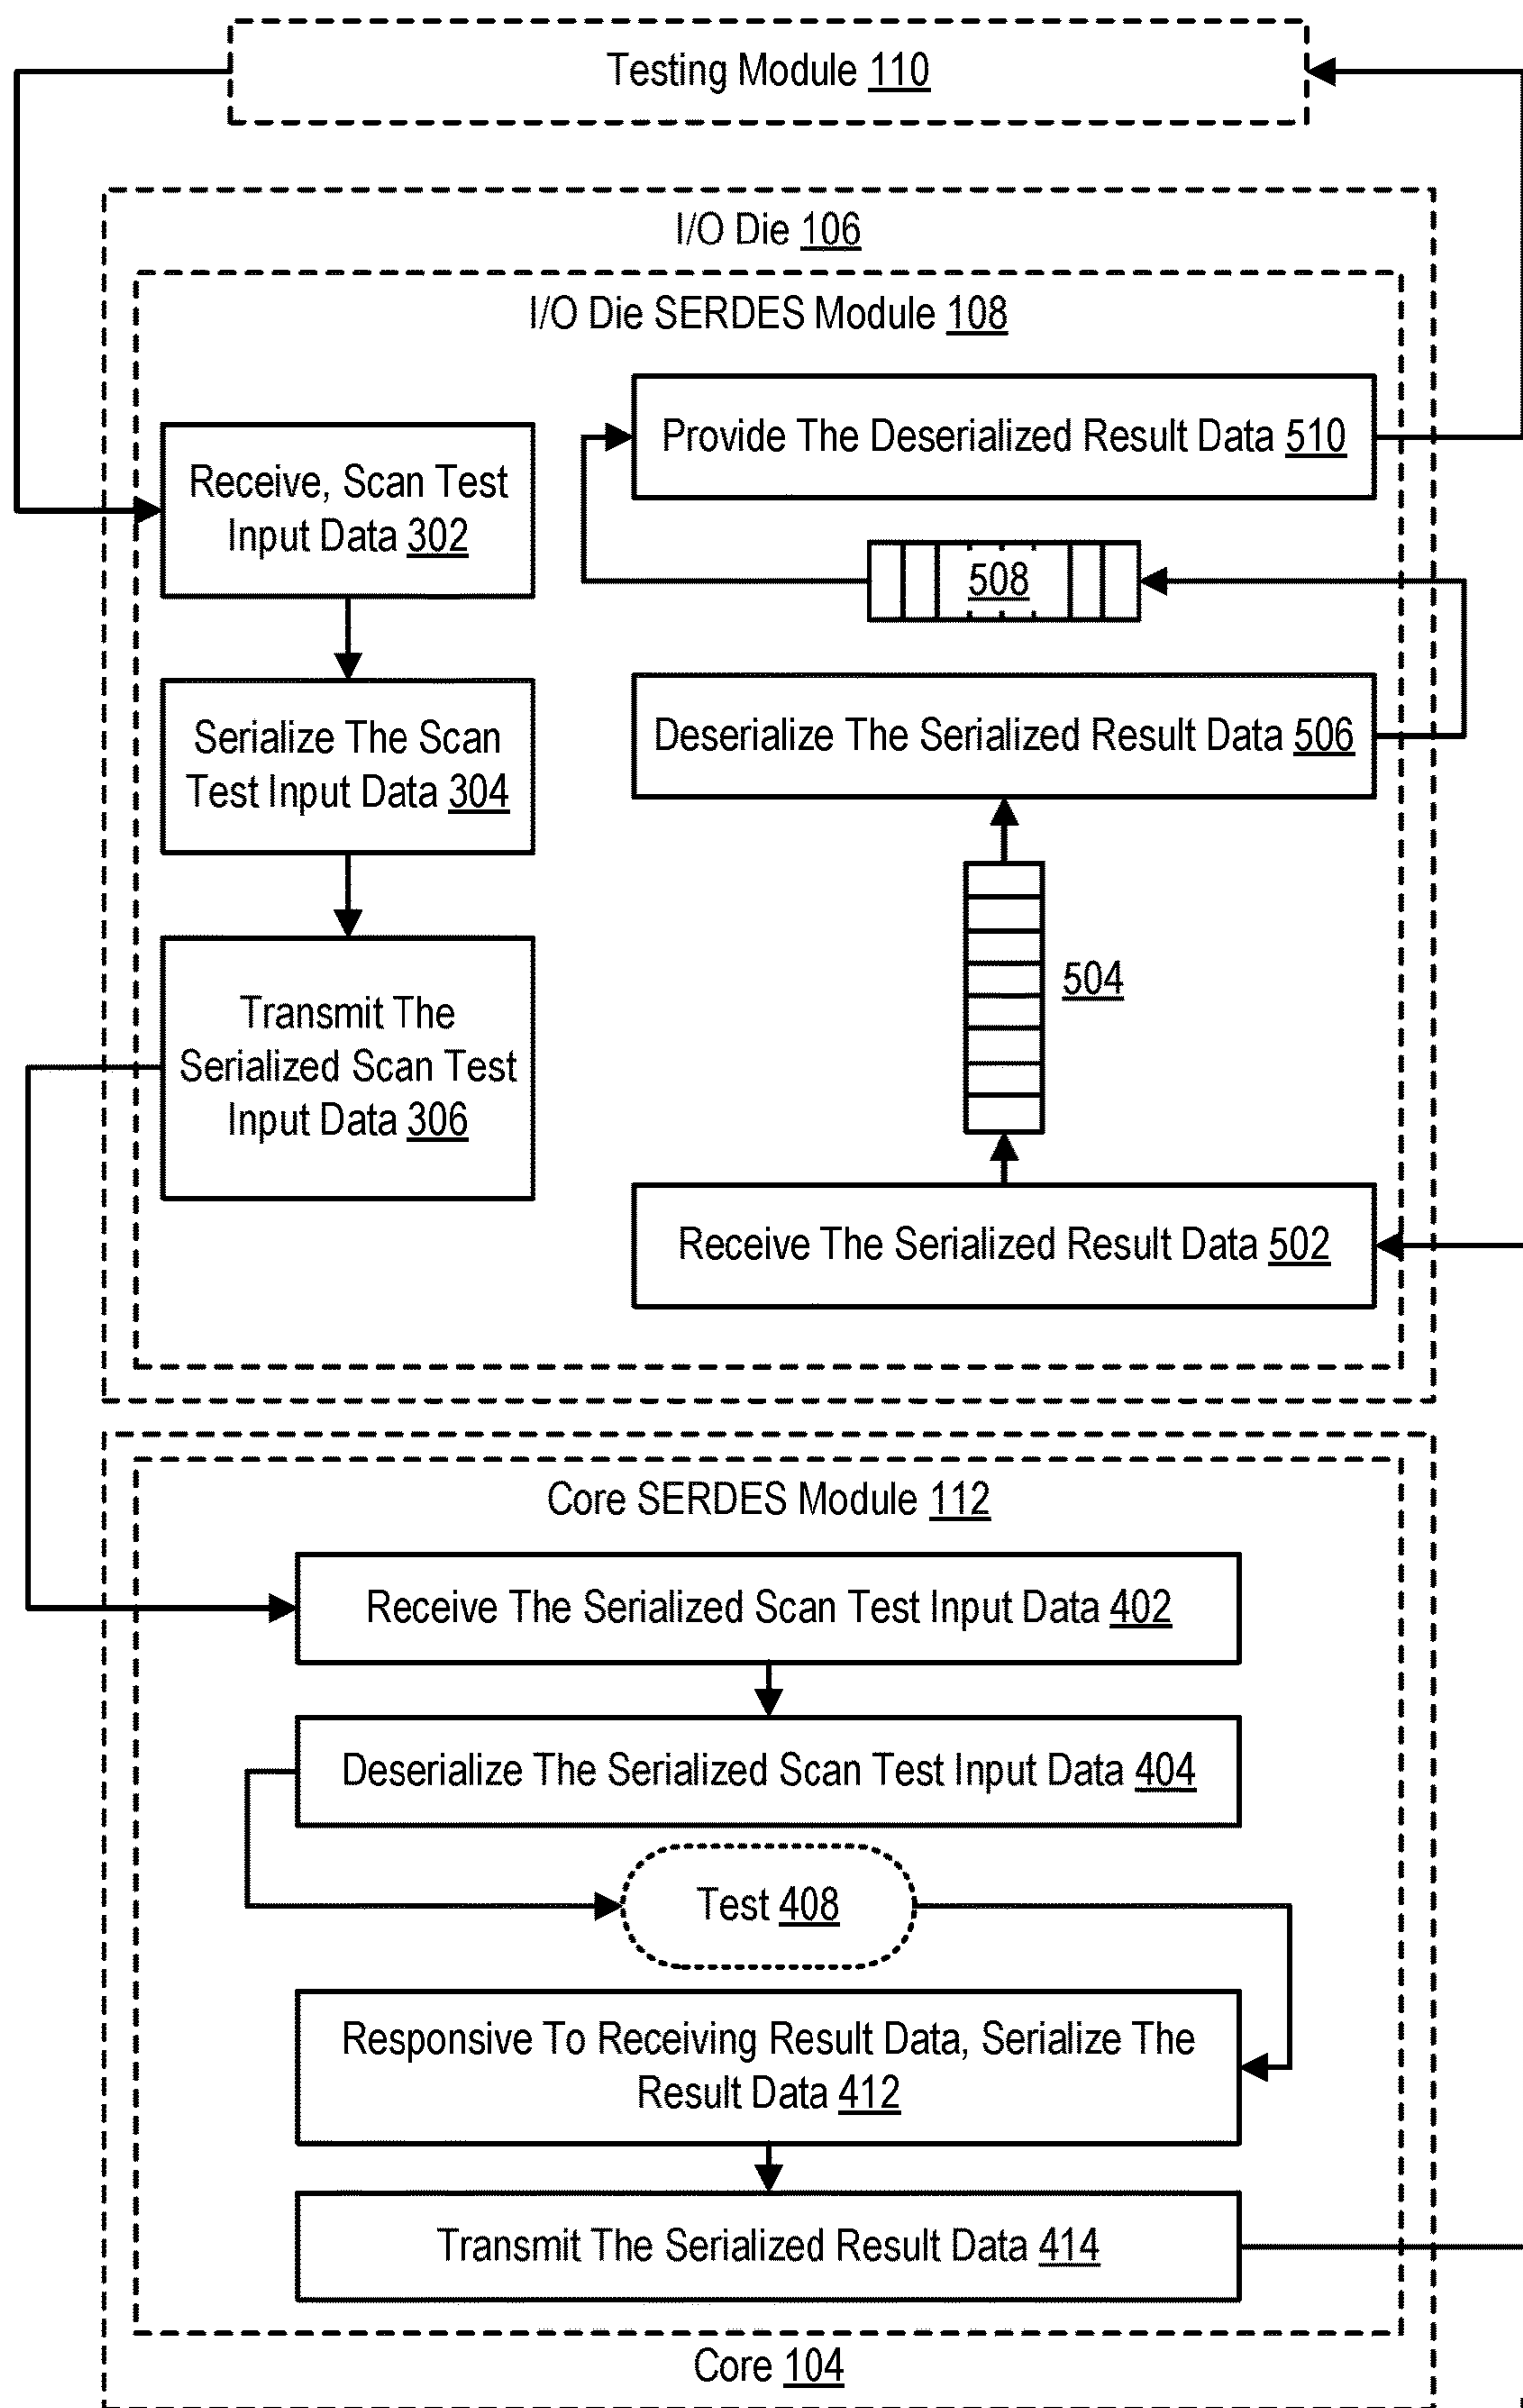 Testing Module 110
I/O Die 106
I/O Die SERDES Module 108
Receive, Scan Test
Input Data 302
Serialize The Scan
Test Input Data 304
Transmit The
Serialized Scan Test
Input Data 306
Provide The Deserialized Result Data 510
508
Deserialize The Serialized Result Data 506
504
Receive The Serialized Result Data 502
Core SERDES Module 112
Receive The Serialized Scan Test Input Data 402
Deserialize The Serialized Scan Test Input Data 404
Test 408
Responsive To Receiving Result Data, Serialize The
Result Data 412
Transmit The Serialized Result Data 414
Core 104